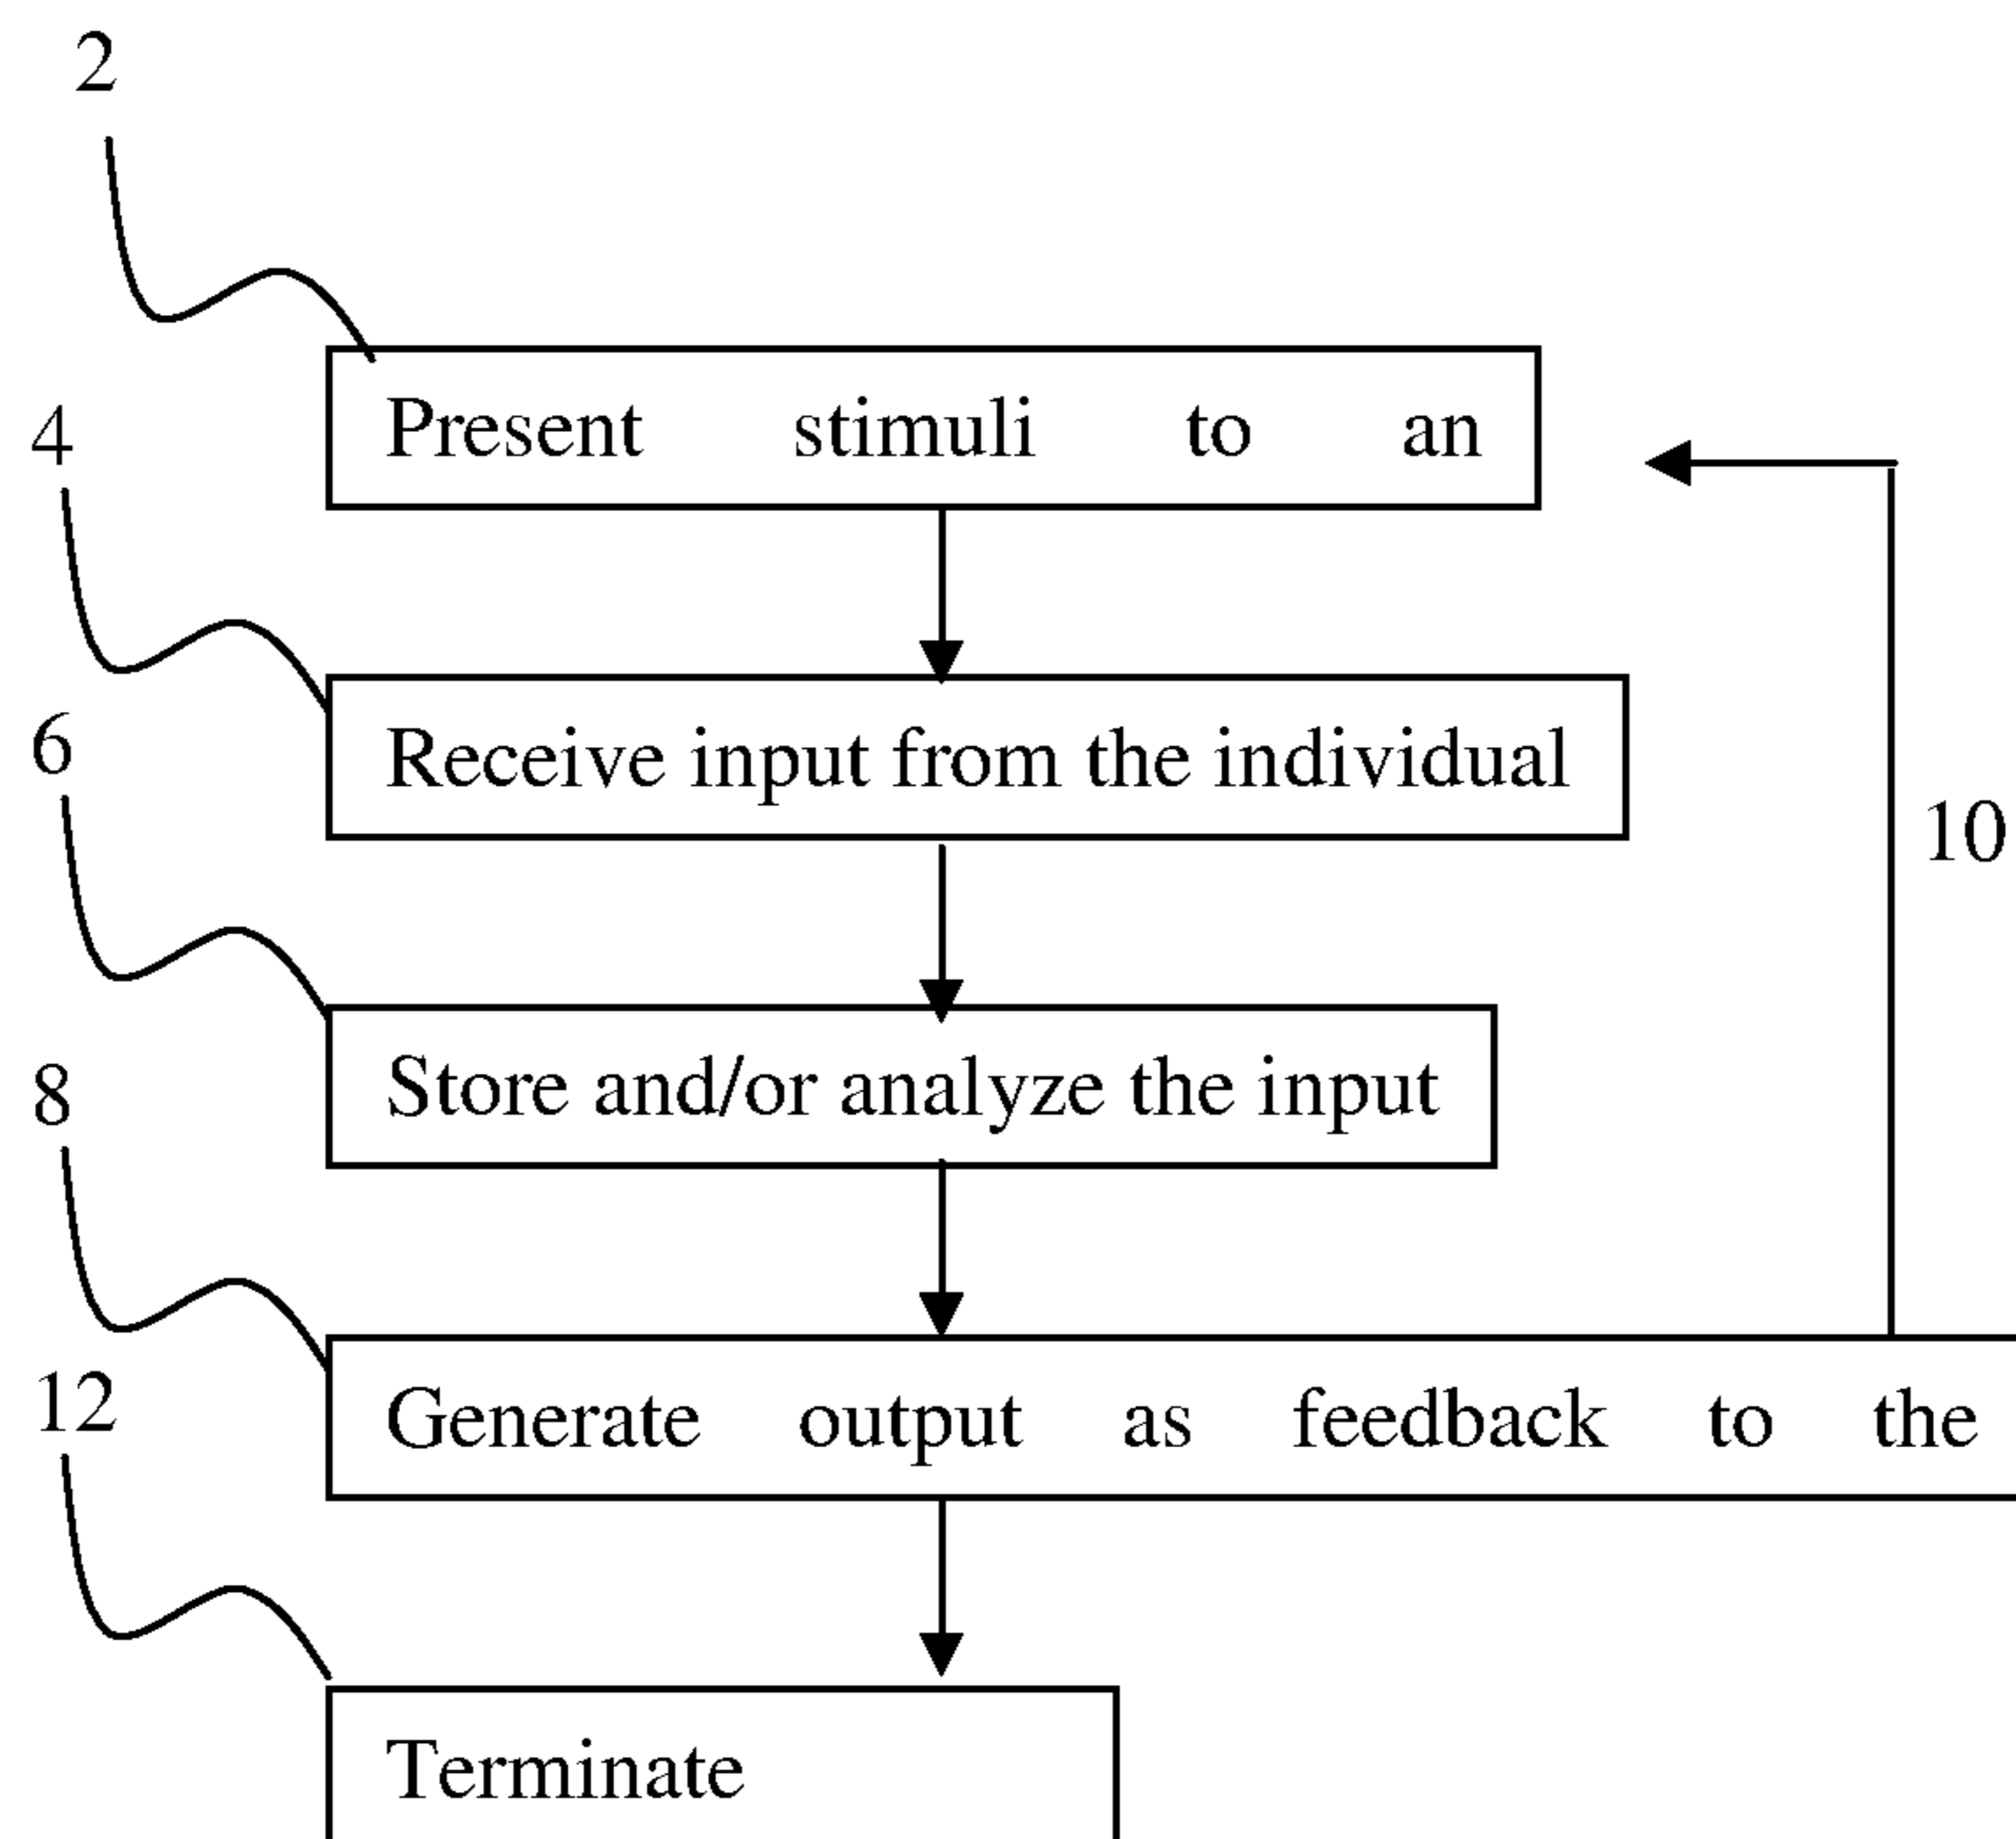 2
Present stimuli to an
4
Receive input from the individual
6
10
Store and/or analyze the input
8
Generate output as feedback to the
12
Terminate